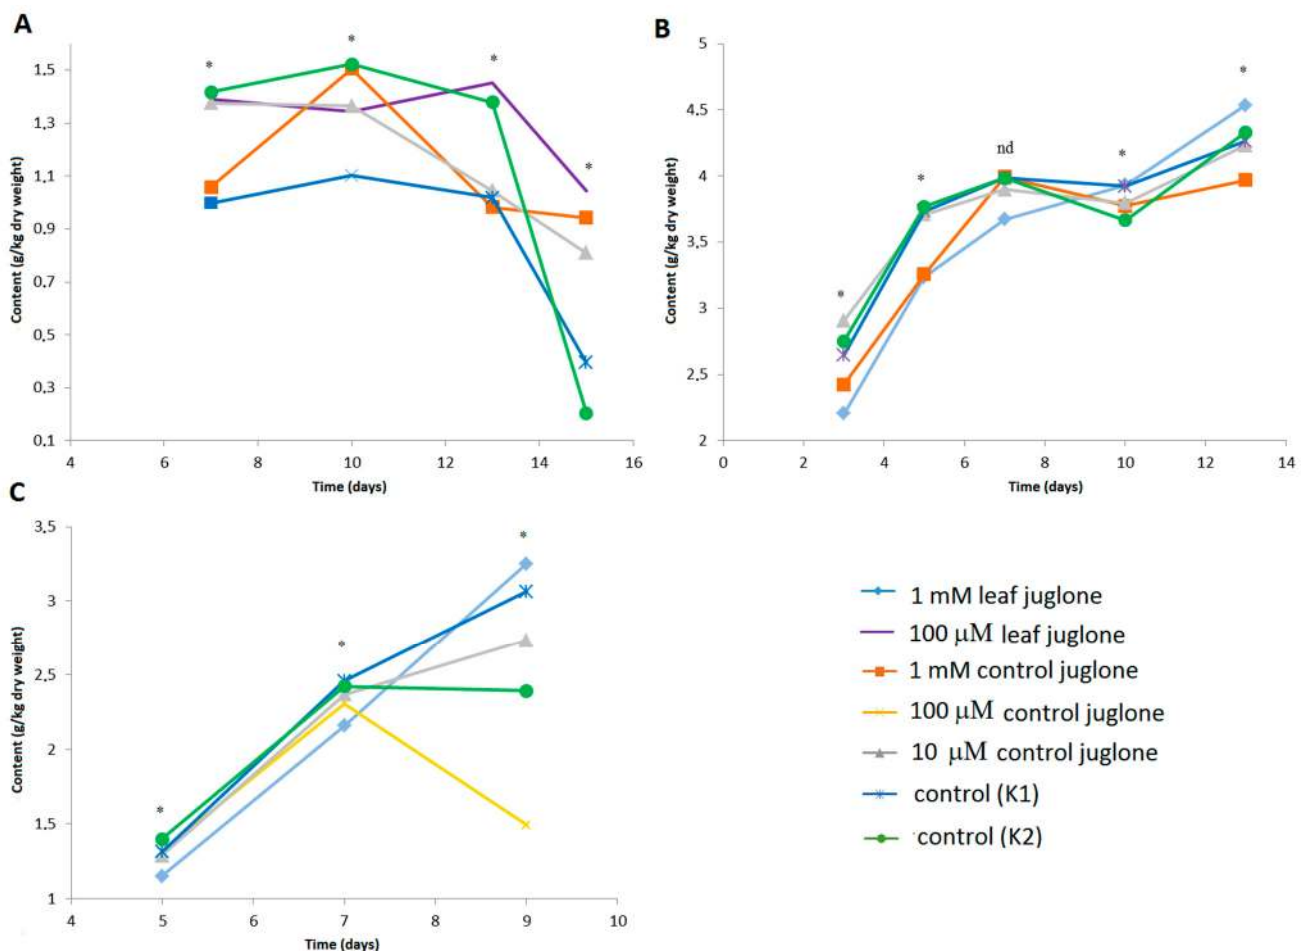 A
Content (g/kg dry weight)
1.5
1.3
1.1
0.9
0.7
0.5
0.3
0.1
4 6 8 10 12 14 16
Time (days)
* * * *
B
Content (g/kg dry weight)
5
4.5
4
3.5
3
2.5
2
0 2 4 6 8 10 12 14
Time (days)
* * nd * *
C
Content (g/kg dry weight)
3.5
3
2.5
2
1.5
1
4 5 6 7 8 9 10
Time (days)
* * *
1 mM leaf juglone
100 μM leaf juglone
1 mM control juglone
100 μM control juglone
10 μM control juglone
control (K1)
control (K2)